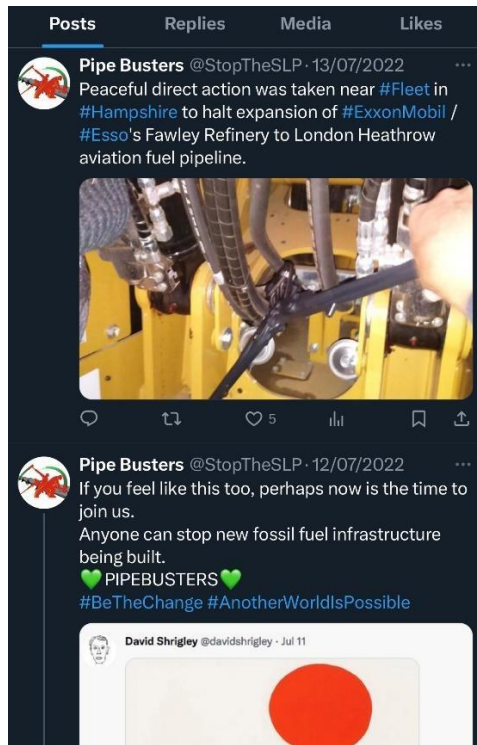 Posts Replies Media Likes
Pipe Busters @StopTheSLP · 13/07/2022
Peaceful direct action was taken near #Fleet in
#Hampshire to halt expansion of #ExxonMobil /
#Esso's Fawley Refinery to London Heathrow
aviation fuel pipeline.
5
Pipe Busters @StopTheSLP · 12/07/2022
If you feel like this too, perhaps now is the time to
join us.
Anyone can stop new fossil fuel infrastructure
being built.
💚PIPEBUSTERS💚
#BeTheChange #AnotherWorldIsPossible
David Shrigley @davidshrigley · Jul 11